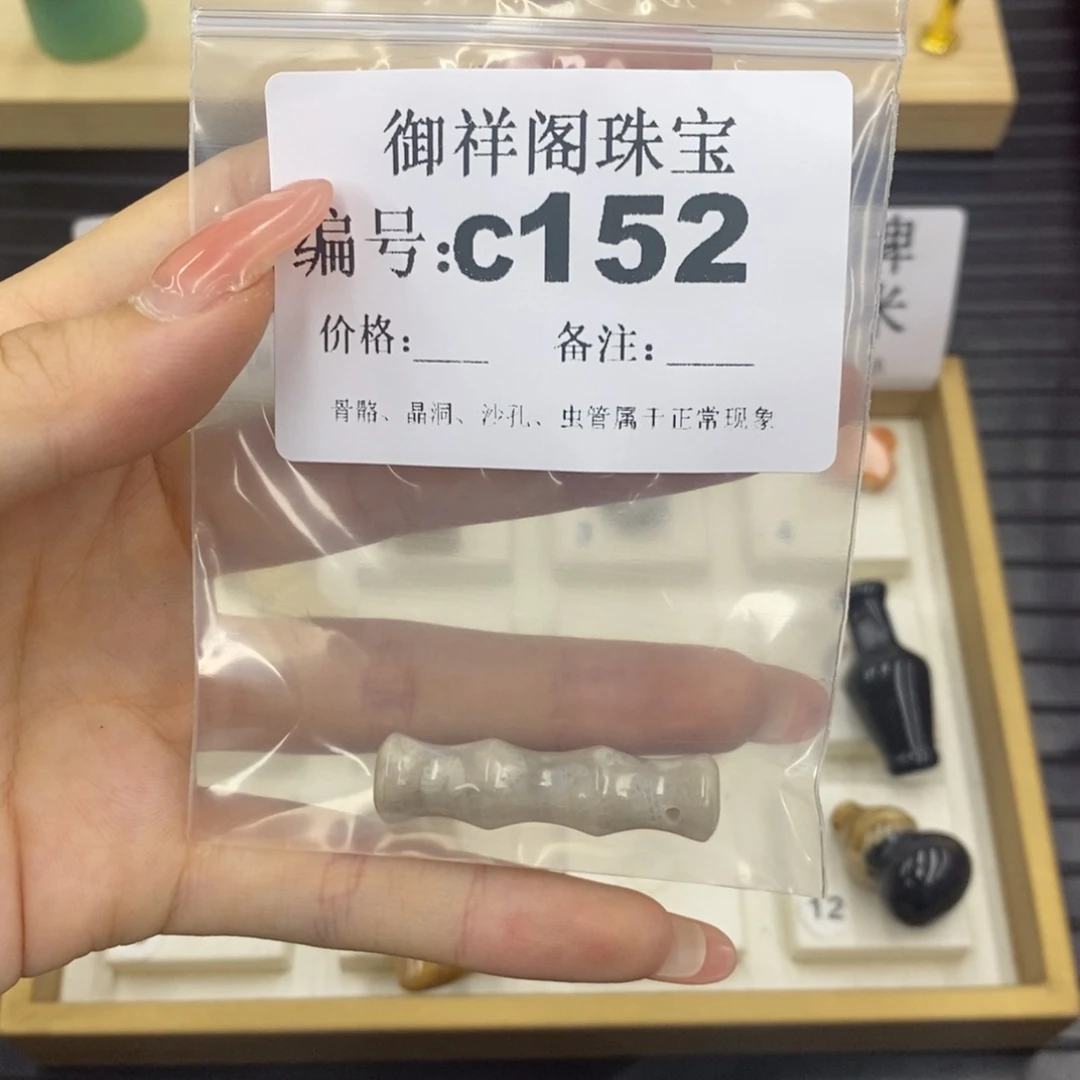 御祥阁珠宝
编号:c152
价格:____ 备注:____
骨骼、晶洞、沙孔、虫管属于正常现象
12